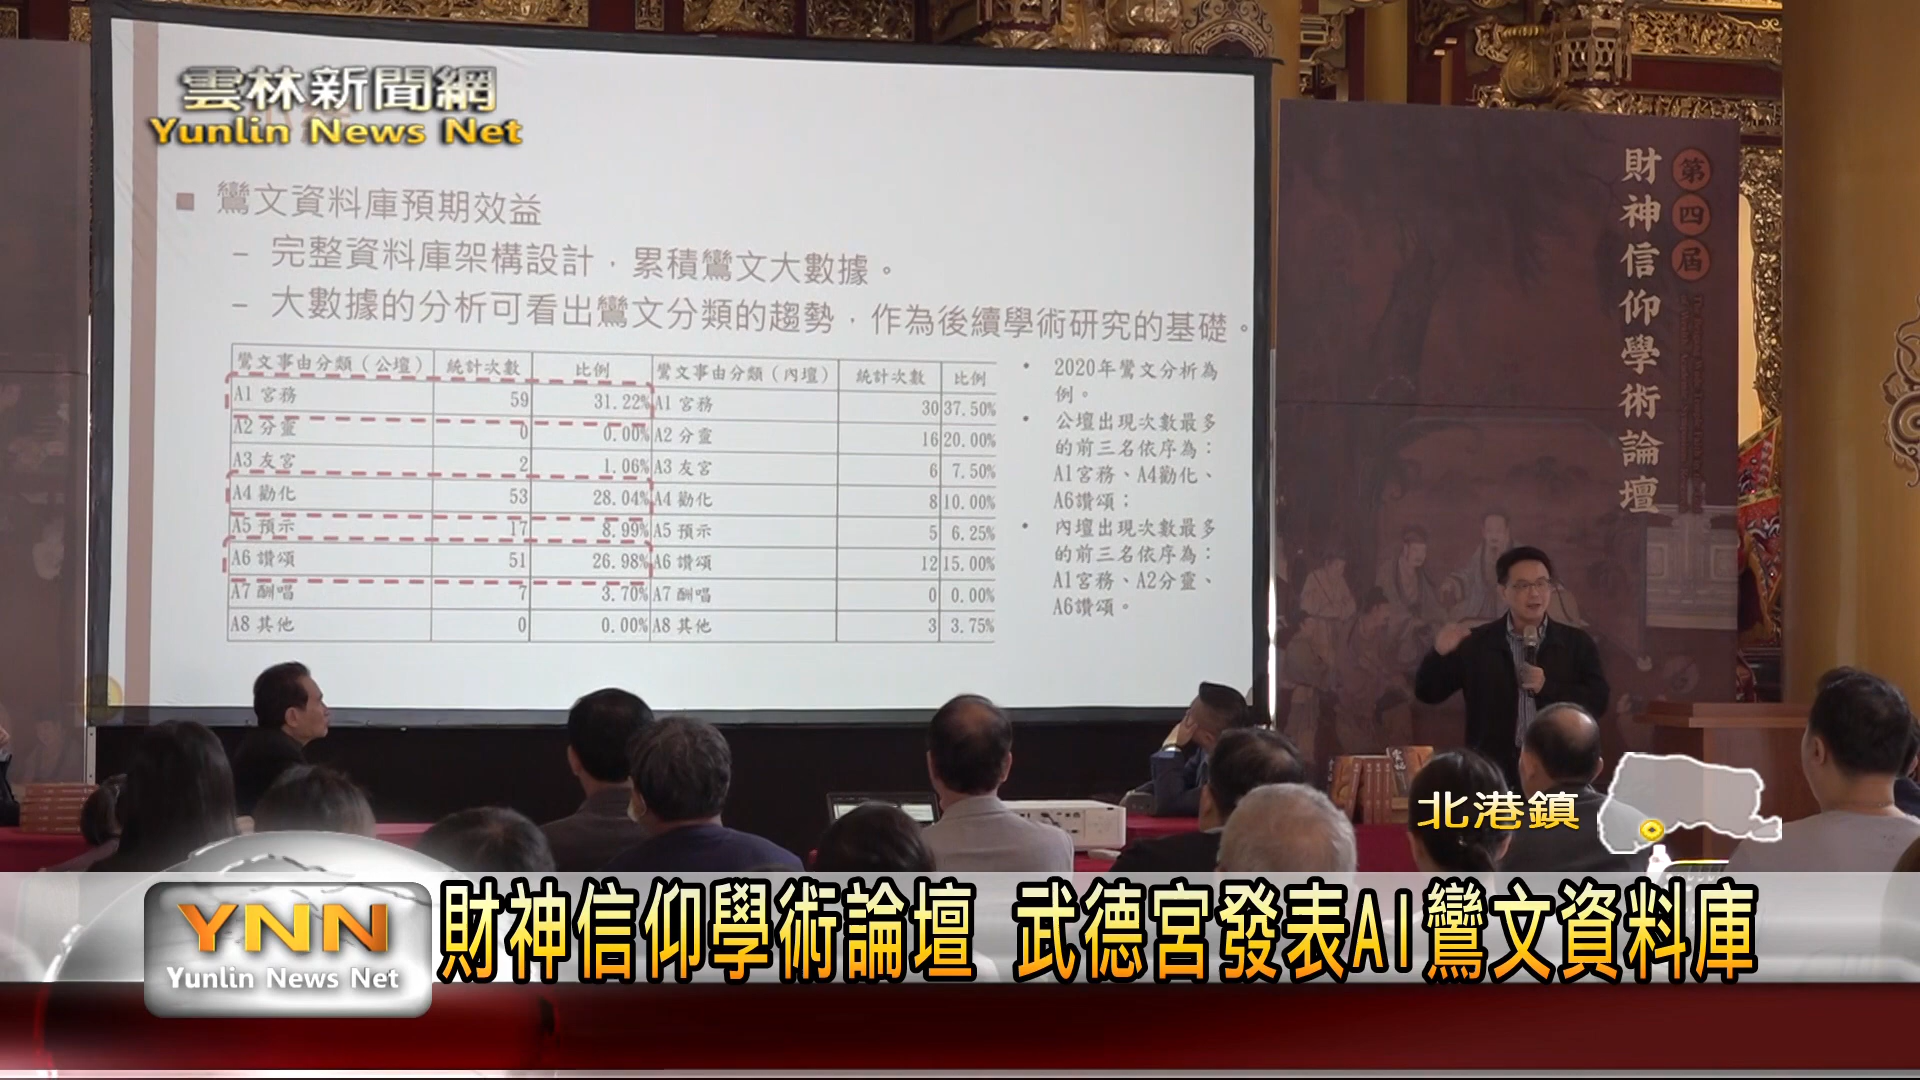 雲林新聞網
Yunlin News Net
鸞文資料庫預期效益
– 完整資料庫架構設計，累積鸞文大數據。
– 大數據的分析可看出鸞文分類的趨勢，作為後續學術研究的基礎。
鸞文事由分類（公壇） 統計次數 比例 鸞文事由分類（內壇） 統計次數 比例
A1 宮務 59 31.22% A1 宮務 30 37.50%
A2 分靈 0 0.00% A2 分靈 16 20.00%
A3 友宮 2 1.06% A3 友宮 6 7.50%
A4 勸化 53 28.04% A4 勸化 8 10.00%
A5 預示 17 8.99% A5 預示 5 6.25%
A6 讚頌 51 26.98% A6 讚頌 12 15.00%
A7 酬唱 7 3.70% A7 酬唱 0 0.00%
A8 其他 0 0.00% A8 其他 3 3.75%
• 2020年鸞文分析為
例。
• 公壇出現次數最多
的前三名依序為：
A1宮務、A4勸化、
A6讚頌；
• 內壇出現次數最多
的前三名依序為：
A1宮務、A2分靈、
A6讚頌。
第四屆
財神信仰學術論壇
北港鎮
YNN
Yunlin News Net
財神信仰學術論壇 武德宮發表AI鸞文資料庫